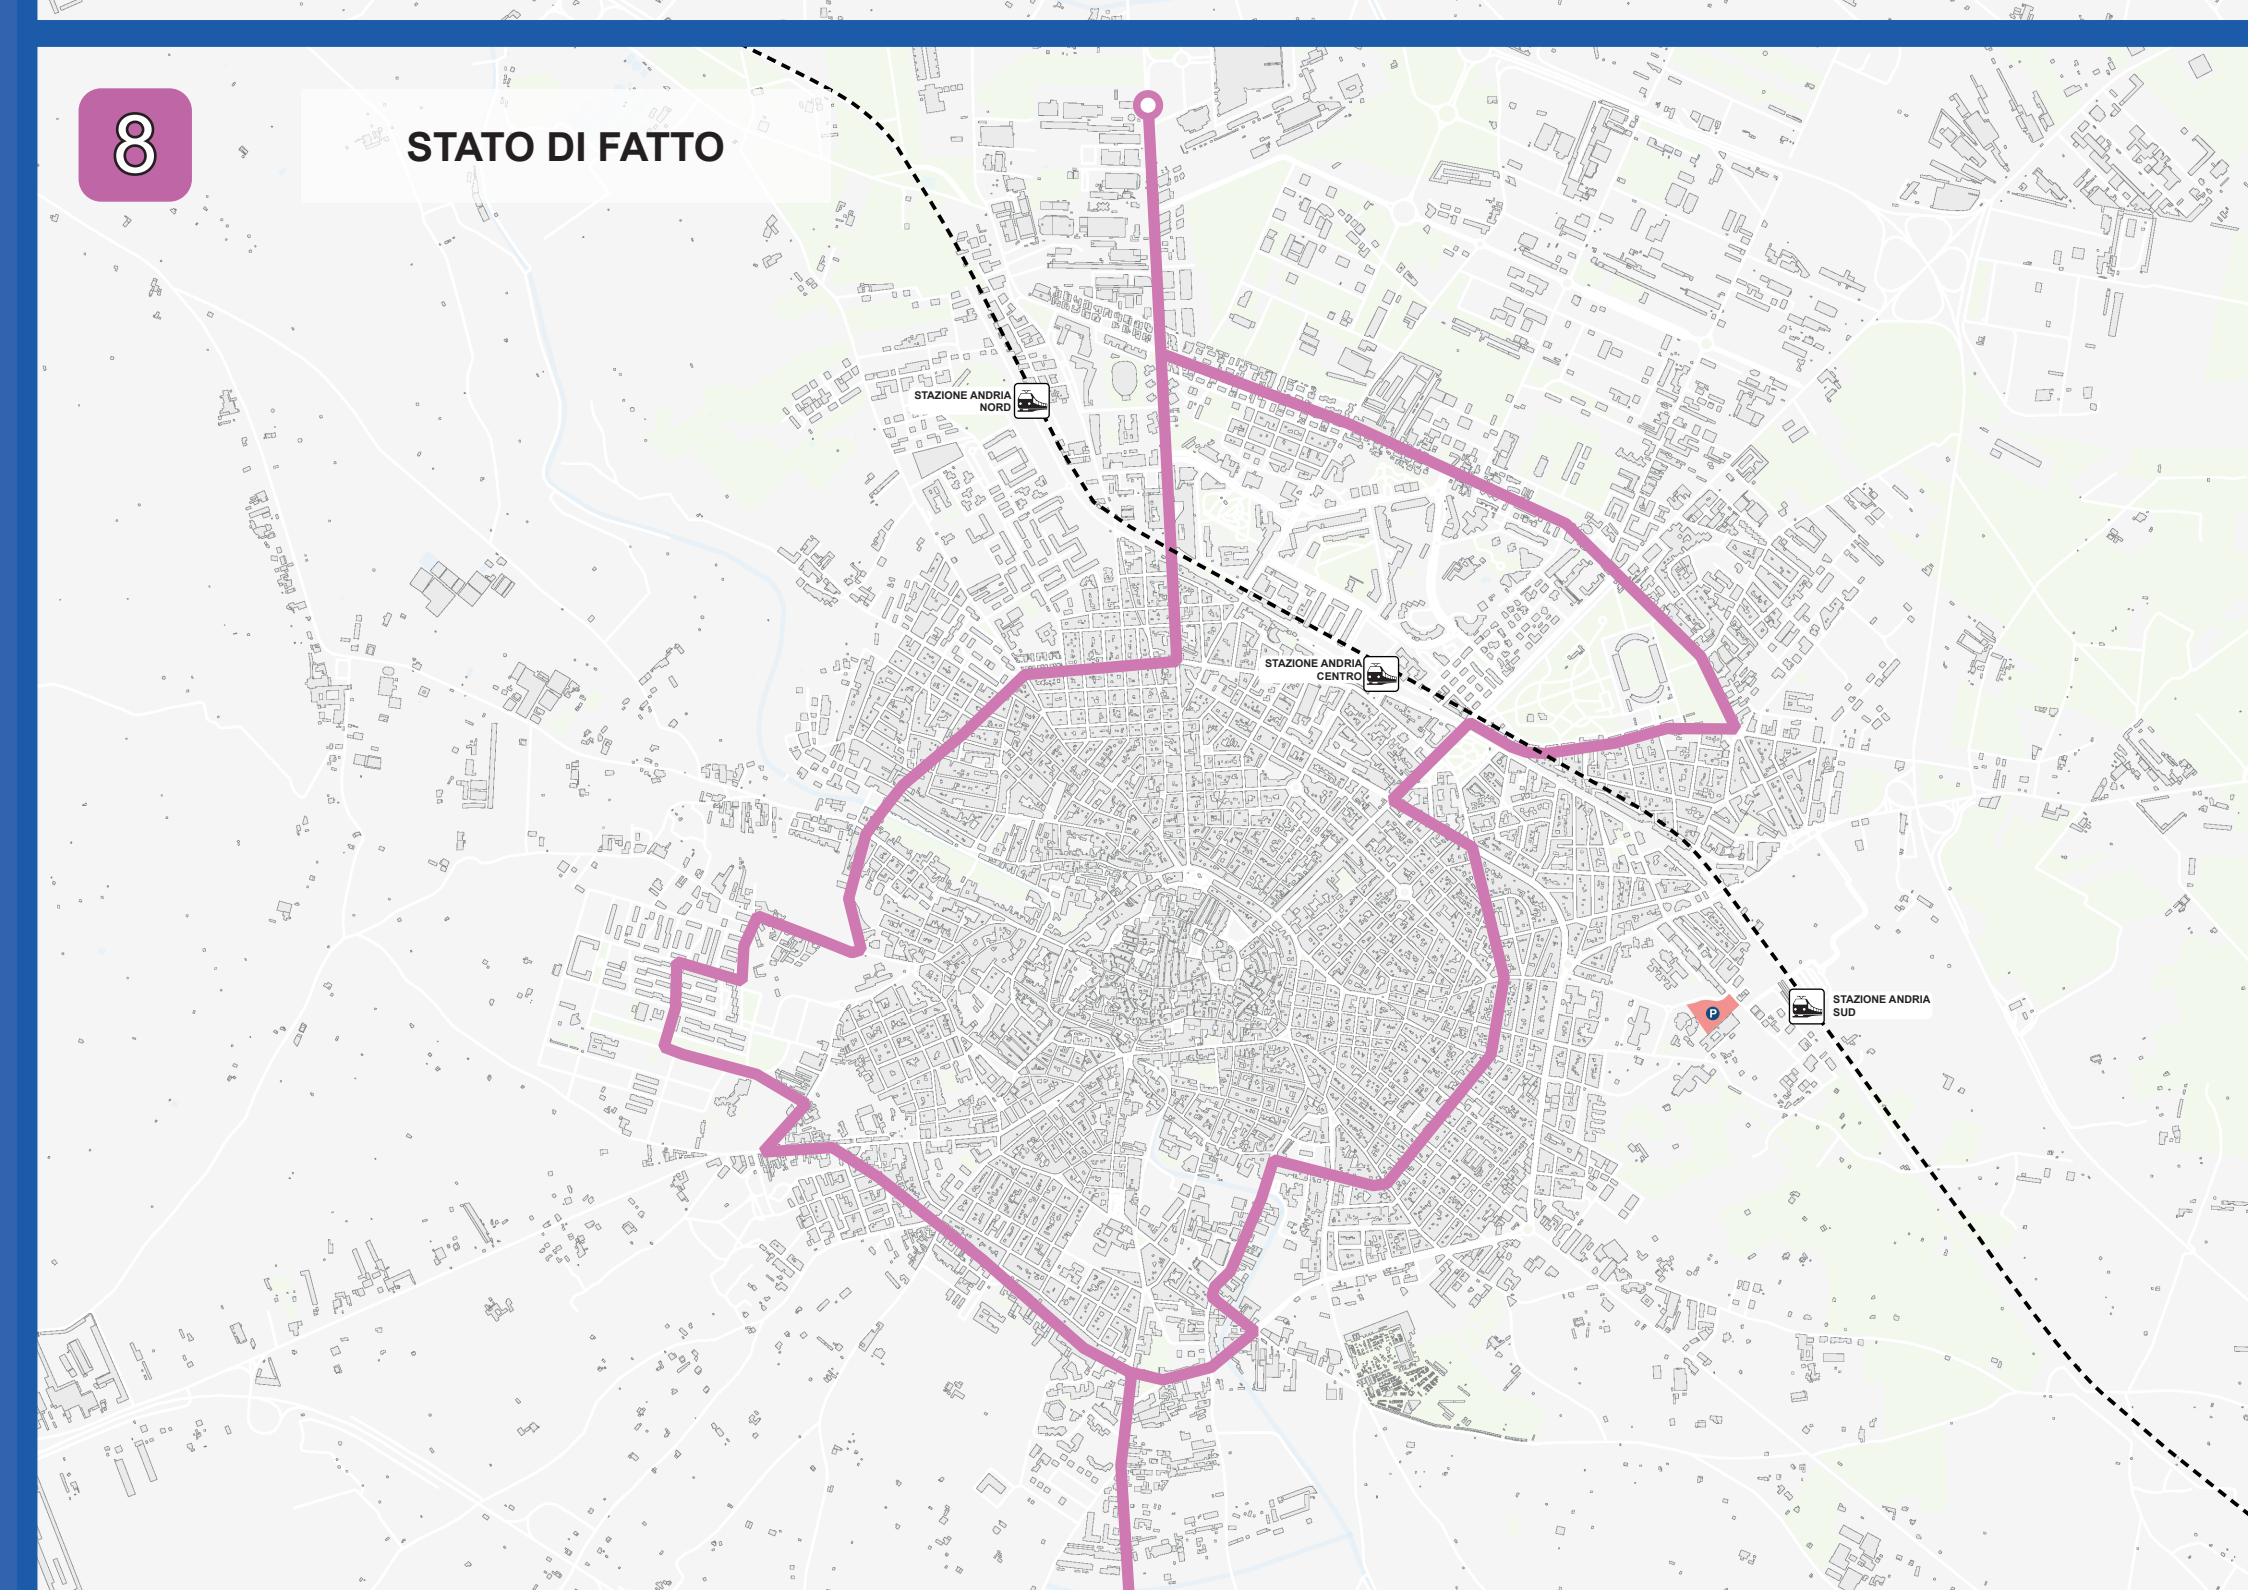 8
STATO DI FATTO
STAZIONE ANDRIA
NORD
STAZIONE ANDRIA
CENTRO
STAZIONE ANDRIA
SUD
P